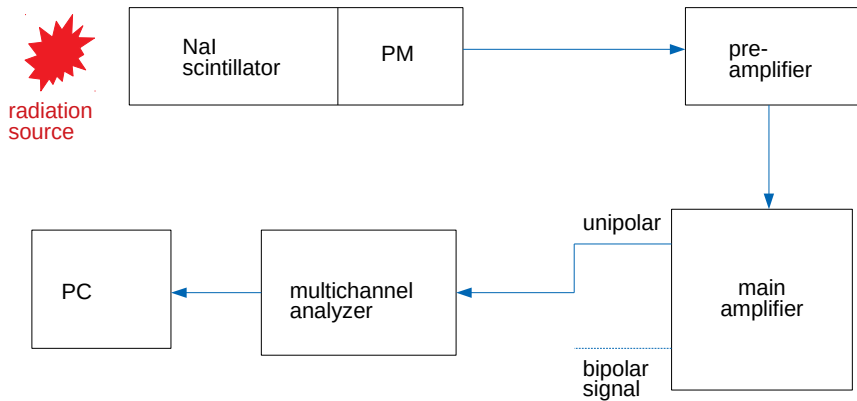 NaI
scintillator
PM
pre-
amplifier
radiation
source
unipolar
PC
multichannel
analyzer
main
amplifier
bipolar
signal